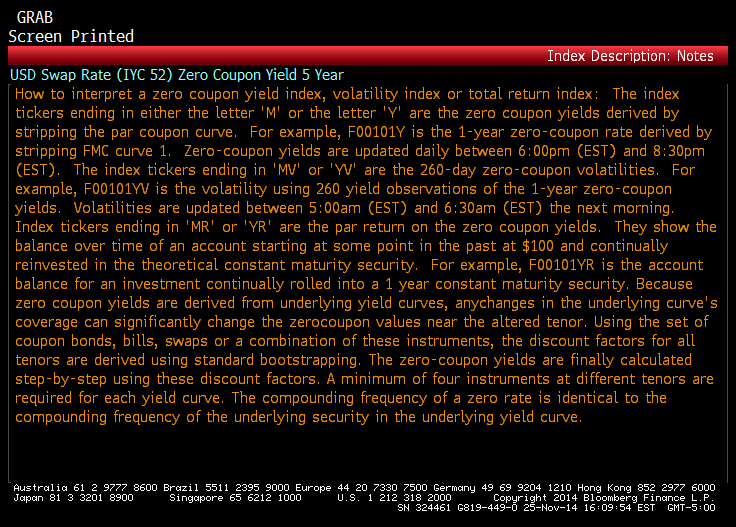 GRAB
Screen Printed
Index Description: Notes
USD Swap Rate (IYC 52) Zero Coupon Yield 5 Year
How to interpret a zero coupon yield index, volatility index or total return index:  The index
tickers ending in either the letter 'M' or the letter 'Y' are the zero coupon yields derived by
stripping the par coupon curve.  For example, F00101Y is the 1-year zero-coupon rate derived by
stripping FMC curve 1.  Zero-coupon yields are updated daily between 6:00pm (EST) and 8:30pm
(EST).  The index tickers ending in 'MV' or 'YV' are the 260-day zero-coupon volatilities.  For
example, F00101YV is the volatility using 260 yield observations of the 1-year zero-coupon
yields.  Volatilities are updated between 5:00am (EST) and 6:30am (EST) the next morning.
Index tickers ending in 'MR' or 'YR' are the par return on the zero coupon yields.  They show the
balance over time of an account starting at some point in the past at $100 and continually
reinvested in the theoretical constant maturity security.  For example, F00101YR is the account
balance for an investment continually rolled into a 1 year constant maturity security. Because
zero coupon yields are derived from underlying yield curves, anychanges in the underlying curve's
coverage can significantly change the zerocoupon values near the altered tenor. Using the set of
coupon bonds, bills, swaps or a combination of these instruments, the discount factors for all
tenors are derived using standard bootstrapping. The zero-coupon yields are finally calculated
step-by-step using these discount factors. A minimum of four instruments at different tenors are
required for each yield curve. The compounding frequency of a zero rate is identical to the
compounding frequency of the underlying security in the underlying yield curve.
Australia 61 2 9777 8600 Brazil 5511 2395 9000 Europe 44 20 7330 7500 Germany 49 69 9204 1210 Hong Kong 852 2977 6000
Japan 81 3 3201 8900 Singapore 65 6212 1000 U.S. 1 212 318 2000 Copyright 2014 Bloomberg Finance L.P.
SN 324461 G819-449-0 25-Nov-14 16:09:54 EST GMT-5:00